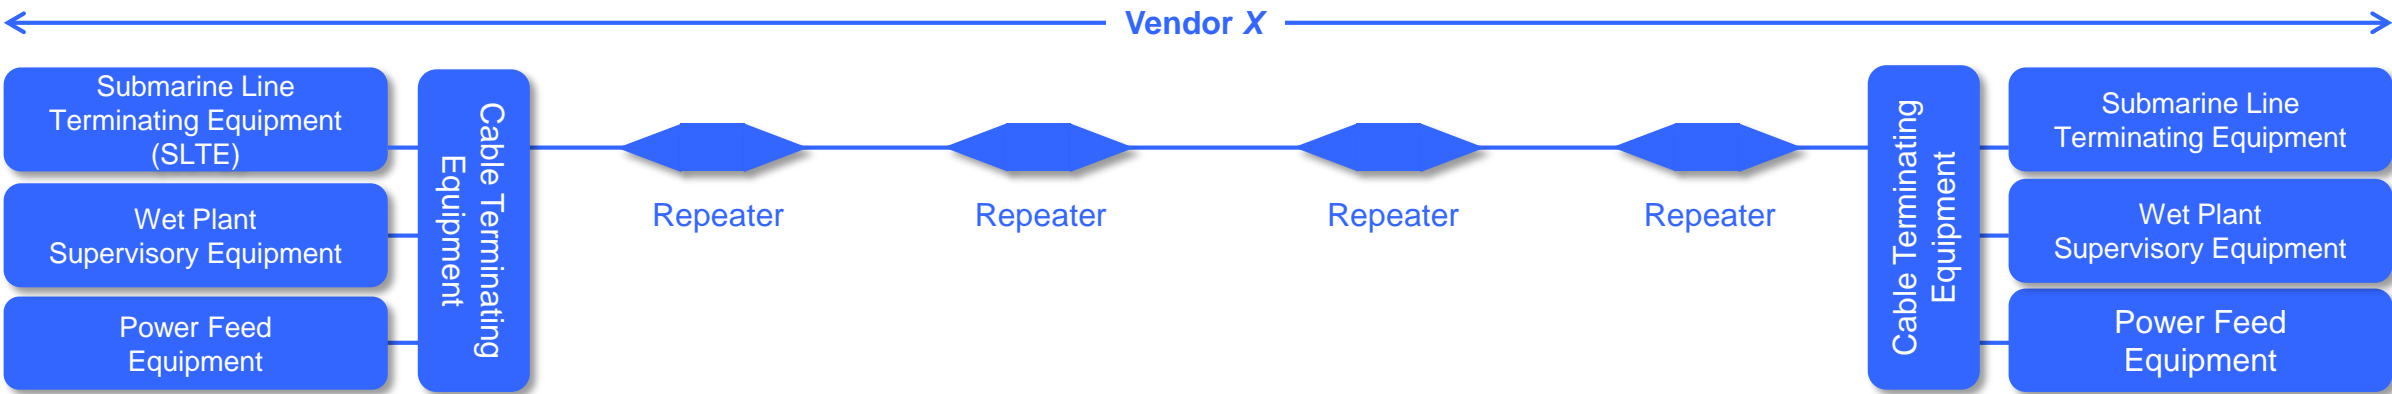 Vendor X
Submarine Line
Terminating Equipment
(SLTE)
Wet Plant
Supervisory Equipment
Power Feed
Equipment
Cable Terminating
Equipment
Repeater
Repeater
Repeater
Repeater
Cable Terminating
Equipment
Submarine Line
Terminating Equipment
Wet Plant
Supervisory Equipment
Power Feed
Equipment